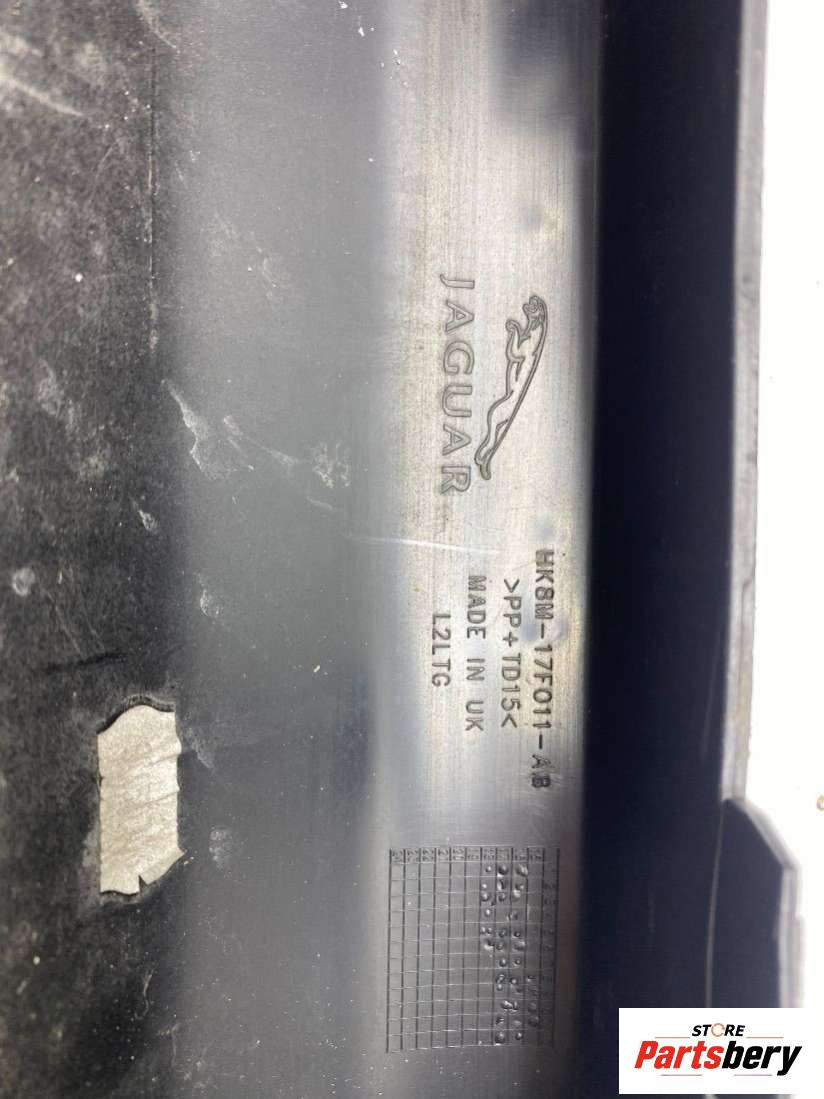 JAGUAR
HK8M-17F011-AB
>PP+TD15<
MADE IN UK
L2LTG
STORE
Partsbery